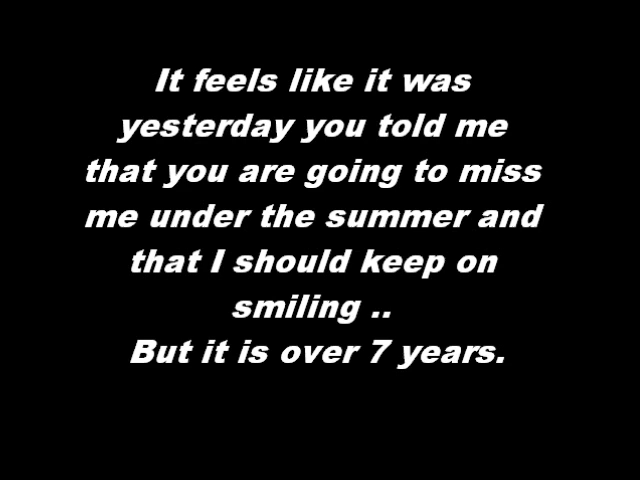 It feels like it was
yesterday you told me
that you are going to miss
me under the summer and
that I should keep on
smiling ..
But it is over 7 years.